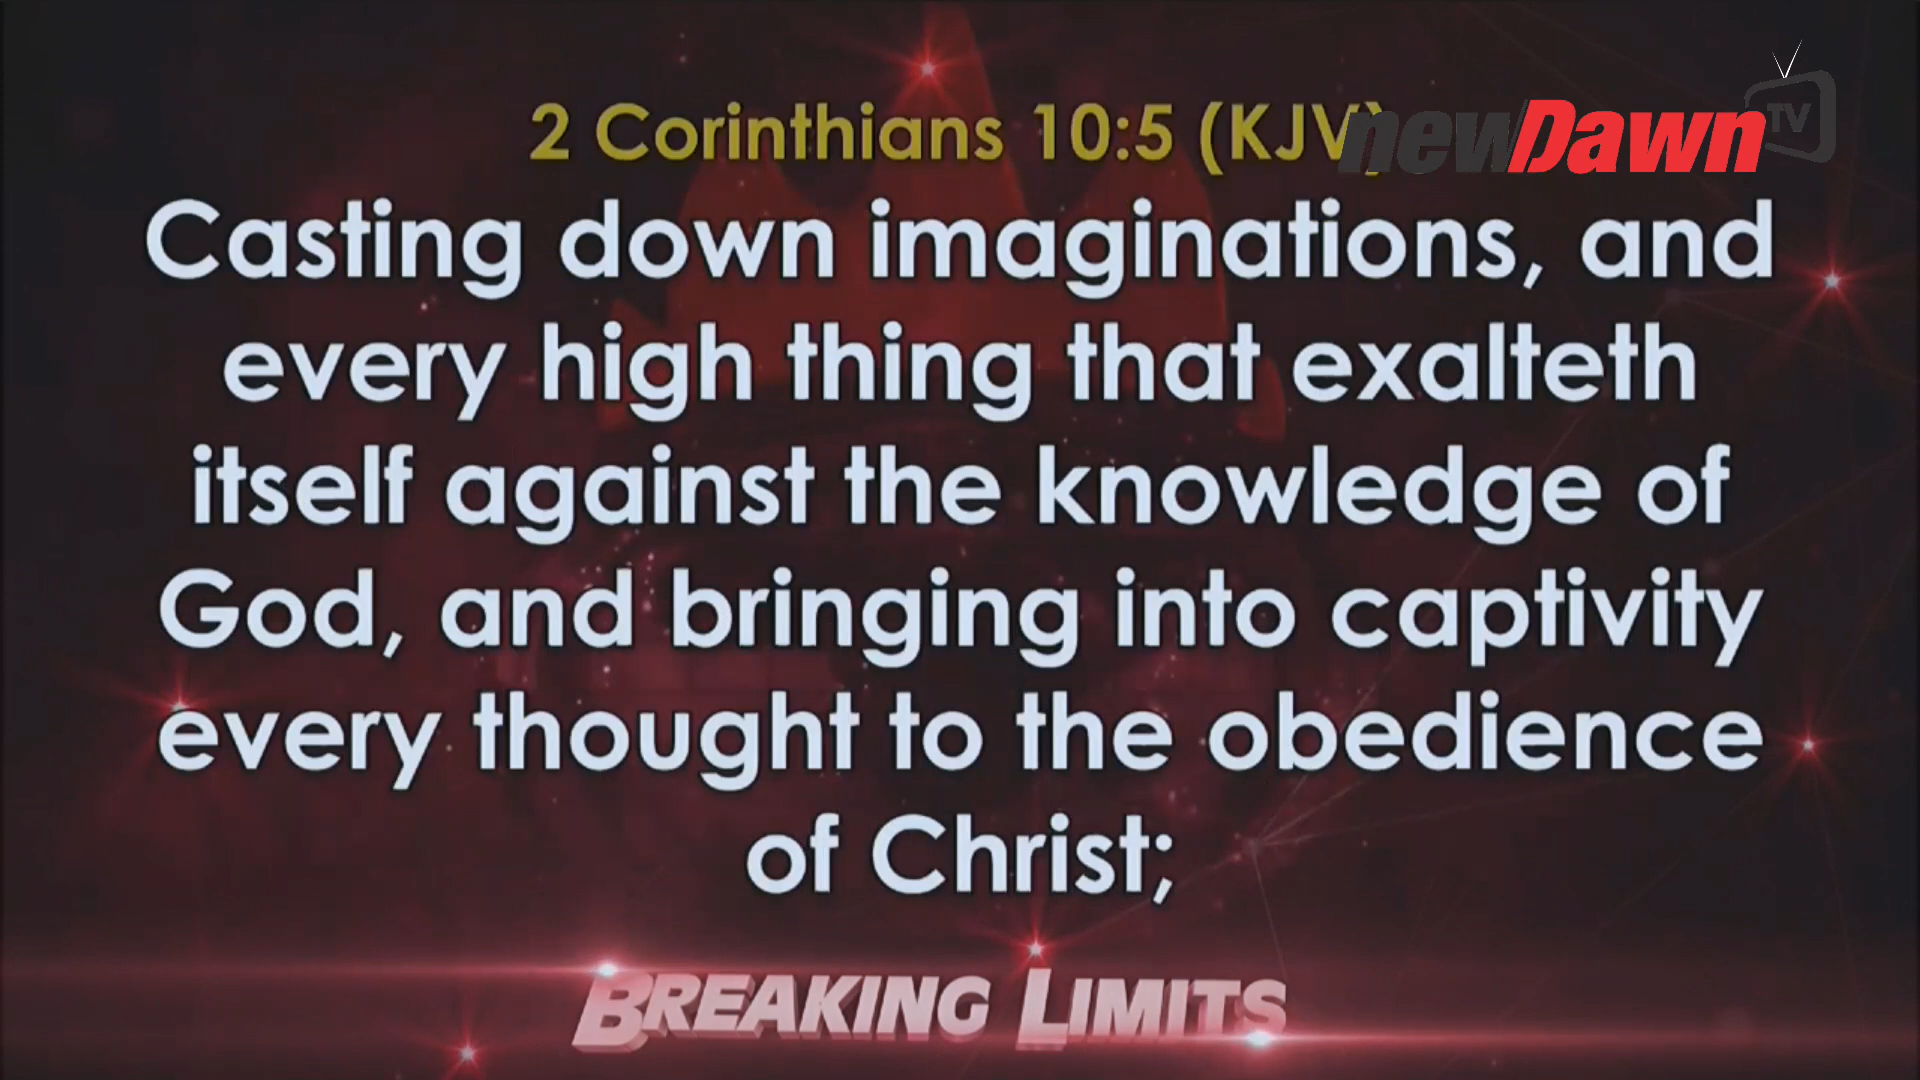 2 Corinthians 10:5 (KJV)
newDawn TV
Casting down imaginations, and
every high thing that exalteth
itself against the knowledge of
God, and bringing into captivity
every thought to the obedience
of Christ;
BREAKING LIMITS